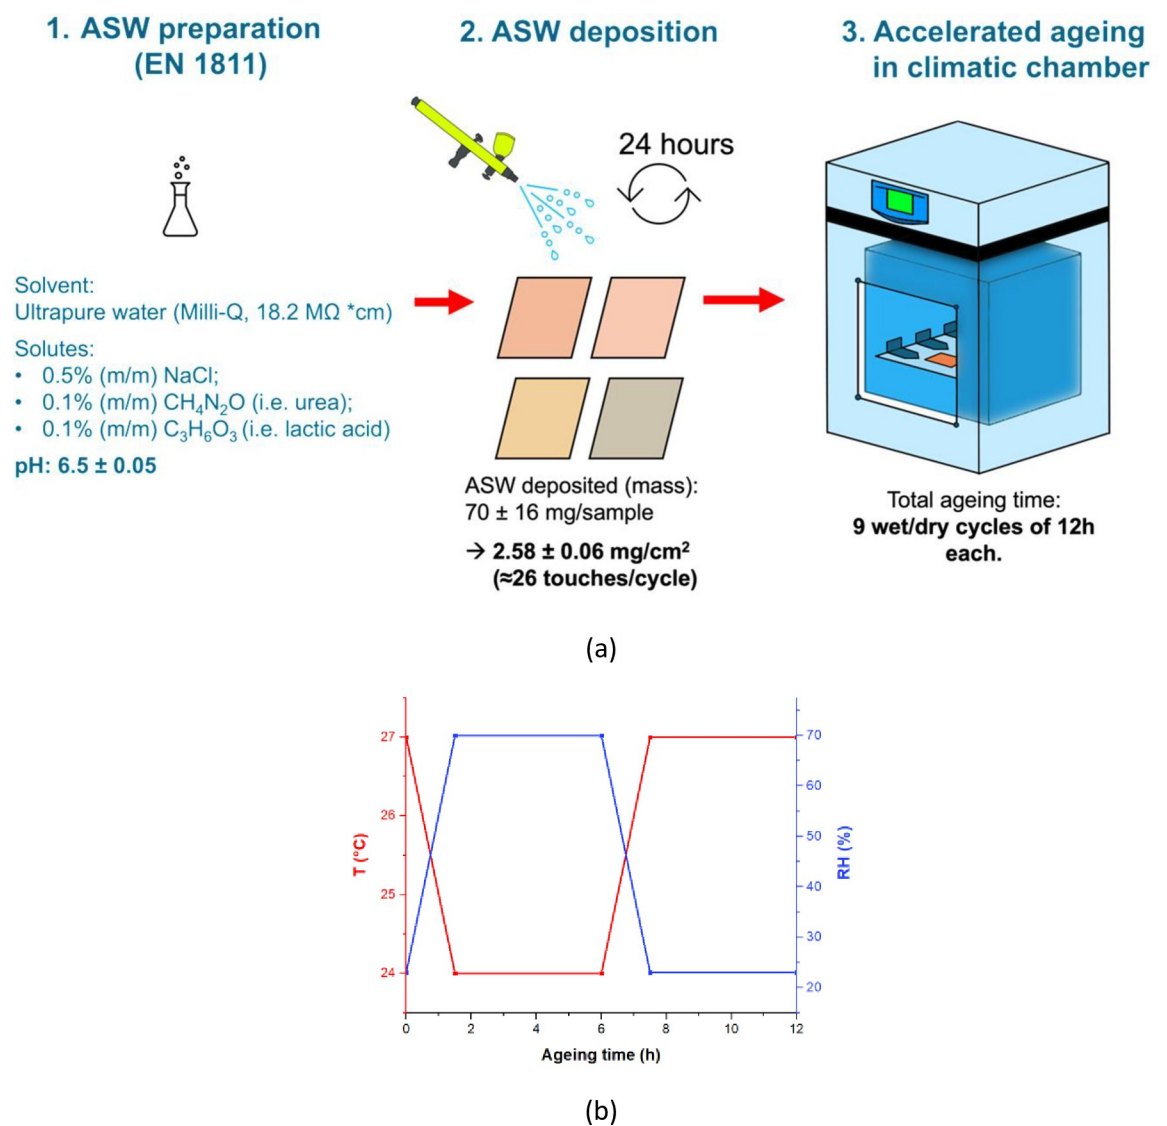 1. ASW preparation
(EN 1811)
2. ASW deposition
3. Accelerated ageing
in climatic chamber
24 hours
Solvent:
Ultrapure water (Milli-Q, 18.2 MΩ *cm)
Solutes:
• 0.5% (m/m) NaCl;
• 0.1% (m/m) CH₄N₂O (i.e. urea);
• 0.1% (m/m) C₃H₆O₃ (i.e. lactic acid)
pH: 6.5 ± 0.05
ASW deposited (mass):
70 ± 16 mg/sample
→ 2.58 ± 0.06 mg/cm²
(≈26 touches/cycle)
Total ageing time:
9 wet/dry cycles of 12h
each.
(a)
27
26
25
24
T (°C)
70
60
50
40
30
20
RH (%)
0 2 4 6 8 10 12
Ageing time (h)
(b)